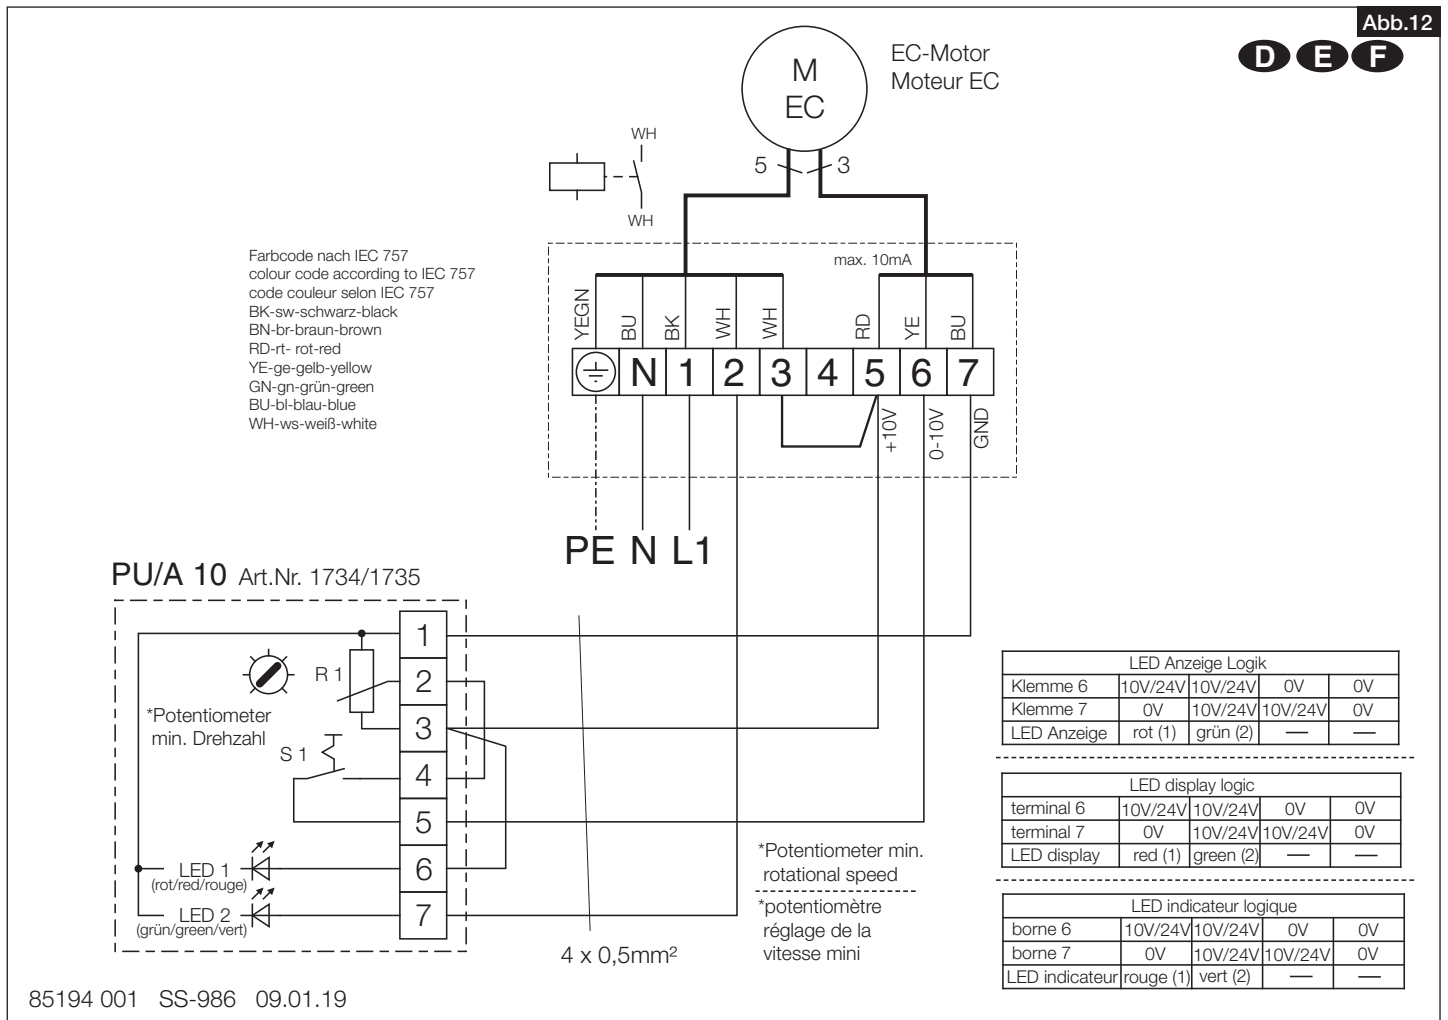 Abb.12
D E F
M
EC
EC-Motor
Moteur EC
5
3
WH
WH
Farbcode nach IEC 757
colour code according to IEC 757
code couleur selon IEC 757
BK-sw-schwarz-black
BN-br-braun-brown
RD-rt- rot-red
YE-ge-gelb-yellow
GN-gn-grün-green
BU-bl-blau-blue
WH-ws-weiß-white
max. 10mA
YEGN BU BK WH WH RD YE BU
N 1 2 3 4 5 6 7
+10V 0-10V GND
PE N L1
PU/A 10 Art.Nr. 1734/1735
1
R 1
2
*Potentiometer
min. Drehzahl
3
S 1
4
5
LED 1
(rot/red/rouge)
6
LED 2
(grün/green/vert)
7
4 x 0,5mm²
*Potentiometer min.
rotational speed
*potentiomètre
réglage de la
vitesse mini
LED Anzeige Logik
Klemme 6 10V/24V 10V/24V 0V 0V
Klemme 7 0V 10V/24V 10V/24V 0V
LED Anzeige rot (1) grün (2) — —
LED display logic
terminal 6 10V/24V 10V/24V 0V 0V
terminal 7 0V 10V/24V 10V/24V 0V
LED display red (1) green (2) — —
LED indicateur logique
borne 6 10V/24V 10V/24V 0V 0V
borne 7 0V 10V/24V 10V/24V 0V
LED indicateur rouge (1) vert (2) — —
85194 001 SS-986 09.01.19